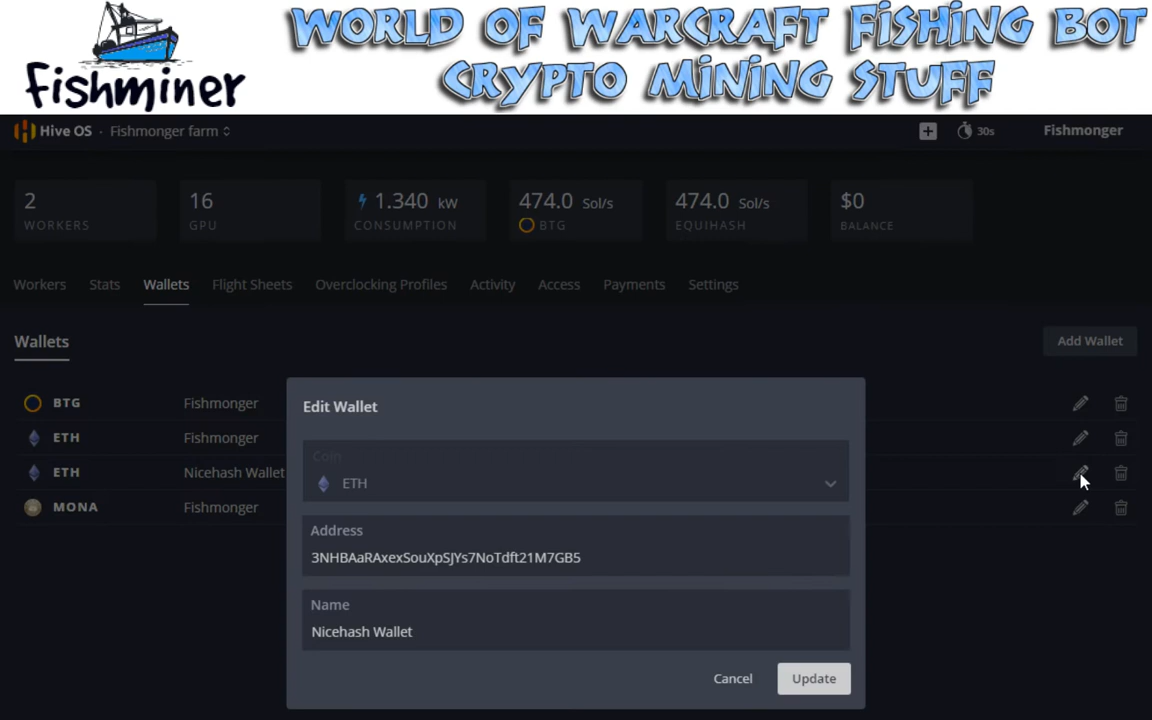 WORLD OF WARCRAFT FISHING BOT
CRYPTO MINING STUFF
Fishminer
Hive OS · Fishmonger farm
30s
Fishmonger
2
WORKERS
16
GPU
1.340 kW
CONSUMPTION
474.0 Sol/s
BTG
474.0 Sol/s
EQUIHASH
$0
BALANCE
Workers Stats Wallets Flight Sheets Overclocking Profiles Activity Access Payments Settings
Wallets
Add Wallet
BTG Fishmonger
ETH Fishmonger
ETH Nicehash Wallet
MONA Fishmonger
Edit Wallet
Coin
ETH
Address
3NHBAaRAxexSouXpSJYs7NoTdft21M7GB5
Name
Nicehash Wallet
Cancel Update